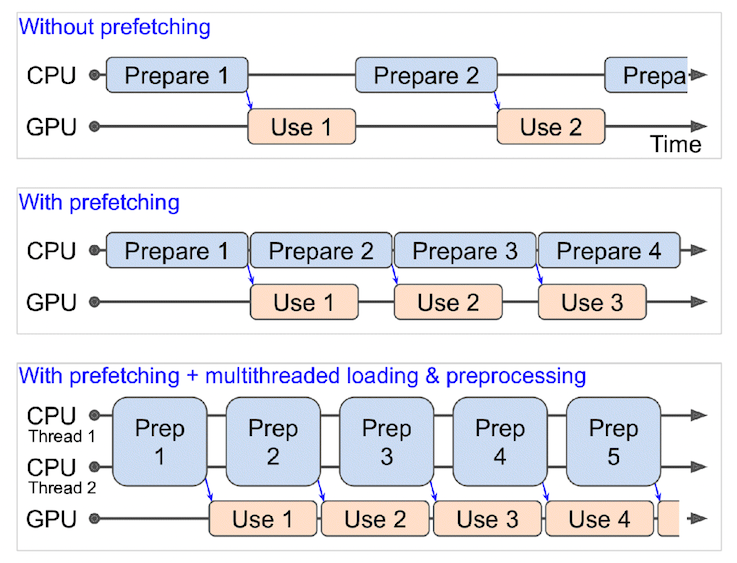 Without prefetching
CPU Prepare 1 Prepare 2 Prepa
GPU Use 1 Use 2
Time
With prefetching
CPU Prepare 1 Prepare 2 Prepare 3 Prepare 4
GPU Use 1 Use 2 Use 3
With prefetching + multithreaded loading & preprocessing
CPU
Thread 1
CPU
Thread 2
Prep
1
Prep
2
Prep
3
Prep
4
Prep
5
GPU Use 1 Use 2 Use 3 Use 4